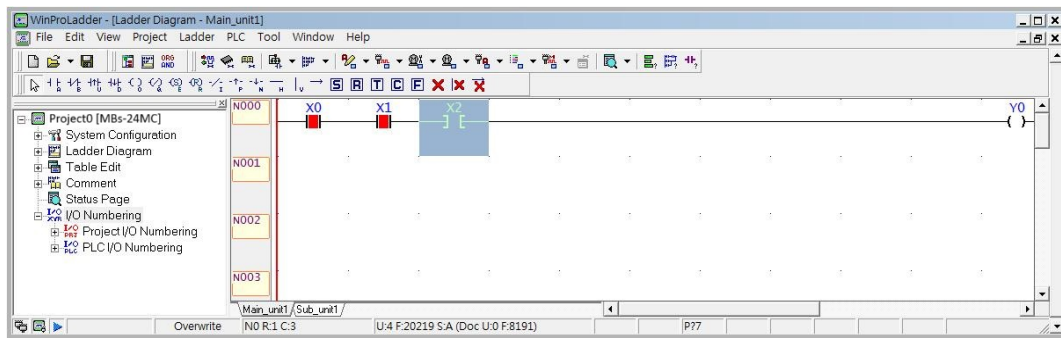 WinProLadder - [Ladder Diagram - Main_unit1]
File Edit View Project Ladder PLC Tool Window Help
S R T C F
Project0 [MBs-24MC]
System Configuration
Ladder Diagram
Table Edit
Comment
Status Page
I/O Numbering
Project I/O Numbering
PLC I/O Numbering
N000 X0 X1 X2 Y0
N001
N002
N003
Main_unit1 Sub_unit1
Overwrite N0 R:1 C:3 U:4 F:20219 S:A (Doc U:0 F:8191) P??